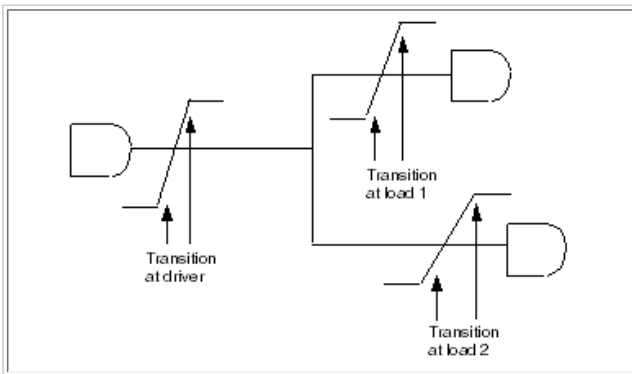 Transition
at load 1
Transition
at driver
Transition
at load 2